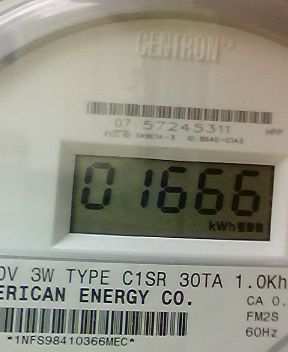 CENTRON®
07 57245311 HPP
01666
kWh
0V 3W TYPE C1SR 30TA 1.0Kh
ERICAN ENERGY CO. CA 0.
FM2S
60Hz
*1NFS98410366MEC*